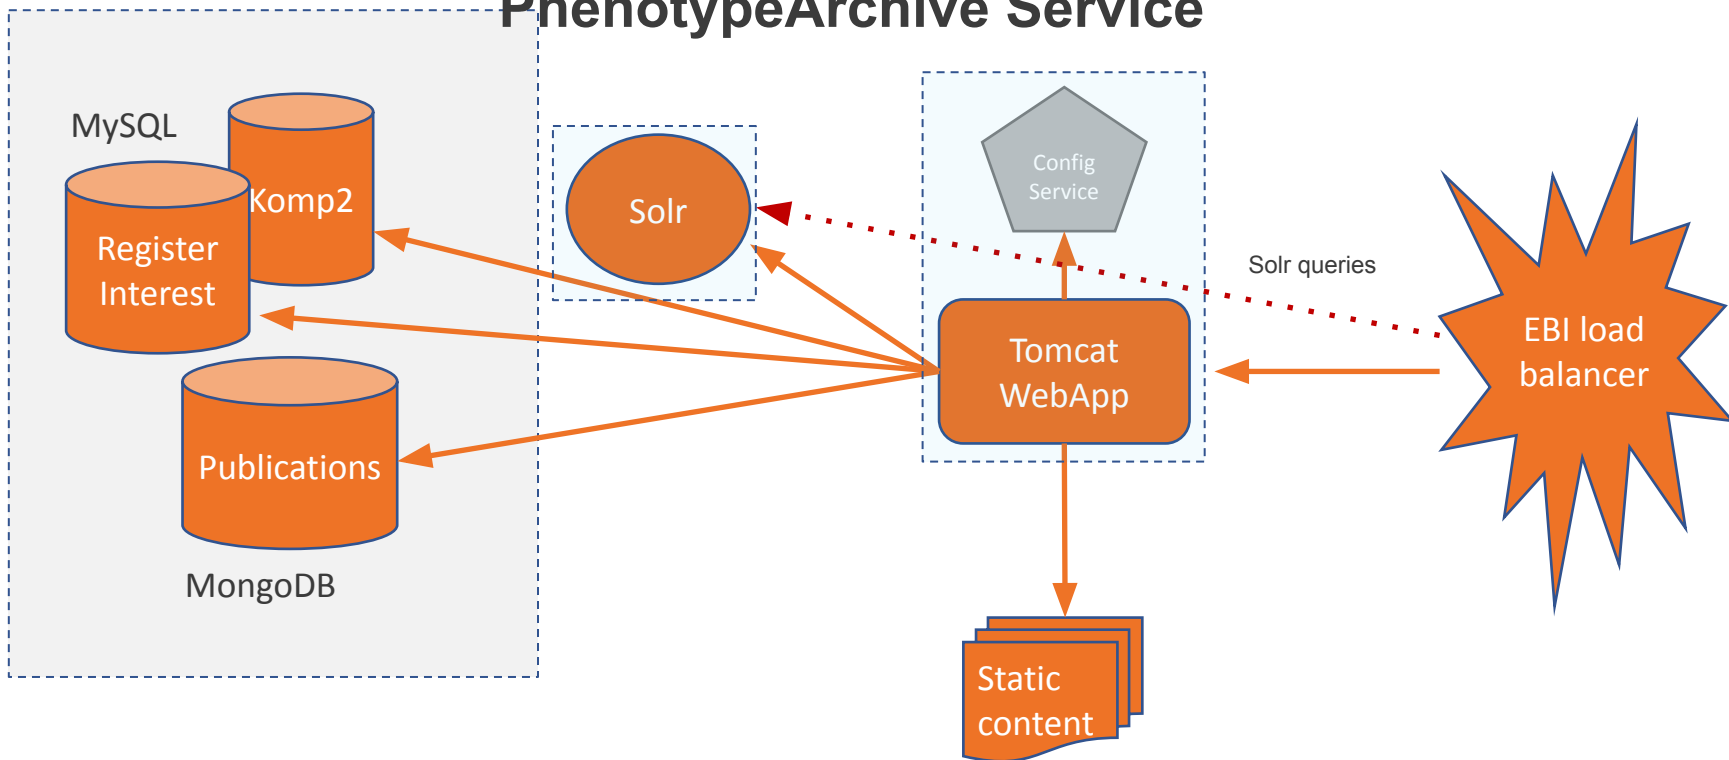 PhenotypeArchive Service
MySQL
Komp2
Register
Interest
Publications
MongoDB
Solr
Config
Service
Solr queries
Tomcat
WebApp
EBI load
balancer
Static
content